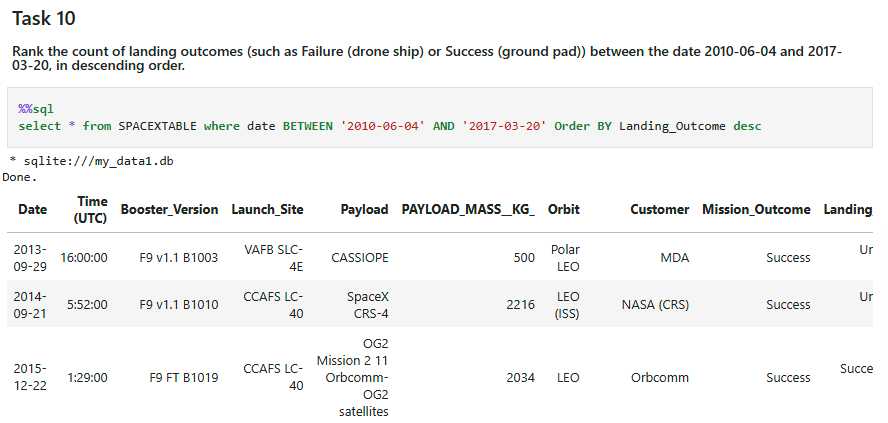 Task 10
Rank the count of landing outcomes (such as Failure (drone ship) or Success (ground pad)) between the date 2010-06-04 and 2017-
03-20, in descending order.
%%sql
select * from SPACEXTABLE where date BETWEEN '2010-06-04' AND '2017-03-20' Order BY Landing_Outcome desc
* sqlite:///my_data1.db
Done.
Date Time (UTC) Booster_Version Launch_Site Payload PAYLOAD_MASS__KG_ Orbit Customer Mission_Outcome Landing_
2013-09-29 16:00:00 F9 v1.1 B1003 VAFB SLC-4E CASSIOPE 500 Polar LEO MDA Success Un
2014-09-21 5:52:00 F9 v1.1 B1010 CCAFS LC-40 SpaceX CRS-4 2216 LEO (ISS) NASA (CRS) Success Un
2015-12-22 1:29:00 F9 FT B1019 CCAFS LC-40 OG2 Mission 2 11 Orbcomm-OG2 satellites 2034 LEO Orbcomm Success Succe